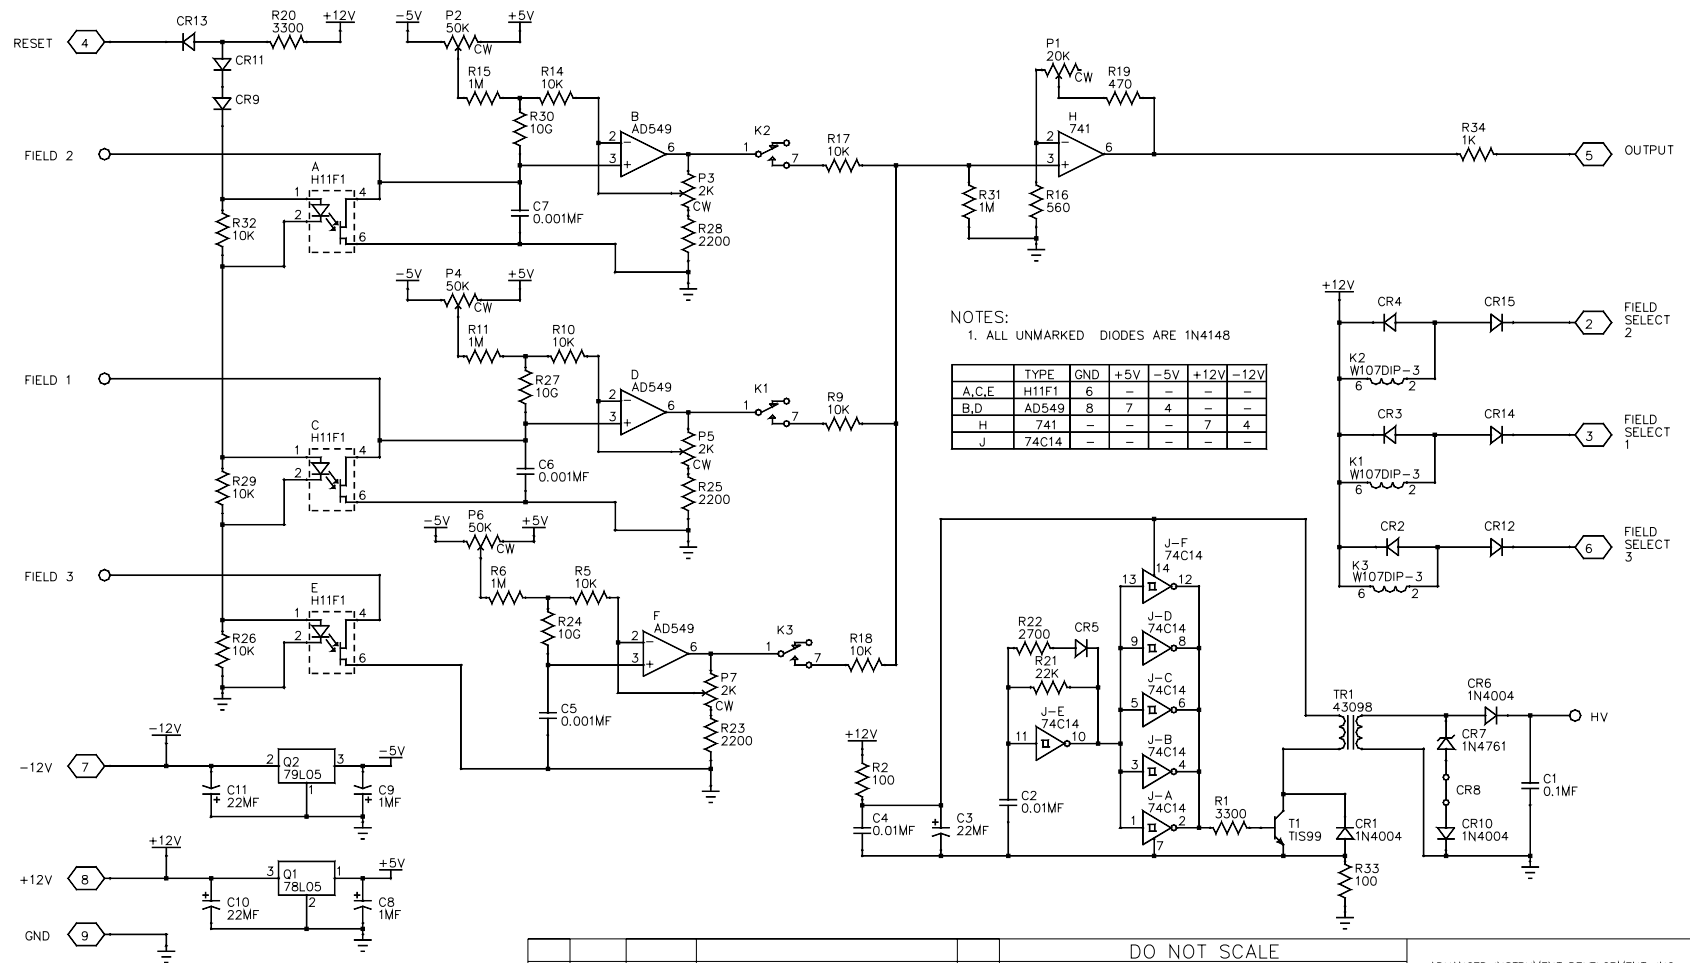 RESET
4
CR13
R20
3300
+12V
CR11
CR9
-5V
P2
50K
CW
+5V
R15
1M
R14
10K
R30
10G
B
AD549
2
3
6
K2
1
7
R17
10K
P1
20K
CW
R19
470
H
741
2
3
6
R34
1K
5
OUTPUT
FIELD 2
A
H11F1
1
2
4
6
R32
10K
C7
0.001MF
P3
2K
CW
R28
2200
R31
1M
R16
560
-5V
P4
50K
CW
+5V
R11
1M
R10
10K
R27
10G
D
AD549
2
3
6
K1
1
7
R9
10K
FIELD 1
C
H11F1
1
2
4
6
R29
10K
C6
0.001MF
P5
2K
CW
R25
2200
NOTES:
1. ALL UNMARKED DIODES ARE 1N4148
TYPE GND +5V -5V +12V -12V
A,C,E H11F1 6 - - - -
B,D AD549 8 7 4 - -
H 741 - - - 7 4
J 74C14 - - - - -
+12V
CR4
CR15
2
FIELD
SELECT
2
K2
W107DIP-3
6
2
CR3
CR14
3
FIELD
SELECT
1
K1
W107DIP-3
6
2
CR2
CR12
6
FIELD
SELECT
3
K3
W107DIP-3
6
2
-5V
P6
50K
CW
+5V
R6
1M
R5
10K
R24
10G
F
AD549
2
3
6
K3
1
7
R18
10K
FIELD 3
E
H11F1
1
2
4
6
R26
10K
C5
0.001MF
P7
2K
CW
R23
2200
J-F
74C14
14
13
12
J-D
74C14
9
8
R22
2700
CR5
R21
22K
J-C
74C14
5
6
J-E
74C14
11
10
J-B
74C14
3
4
J-A
74C14
1
2
7
+12V
R2
100
C4
0.01MF
C3
22MF
C2
0.01MF
R1
3300
T1
TIS99
CR1
1N4004
R33
100
TR1
43098
CR6
1N4004
HV
CR7
1N4761
CR8
CR10
1N4004
C1
0.1MF
-12V
-12V
7
C11
22MF
Q2
79L05
2
3
1
-5V
C9
1MF
+12V
+12V
8
C10
22MF
Q1
78L05
3
1
2
+5V
C8
1MF
GND
9
DO NOT SCALE